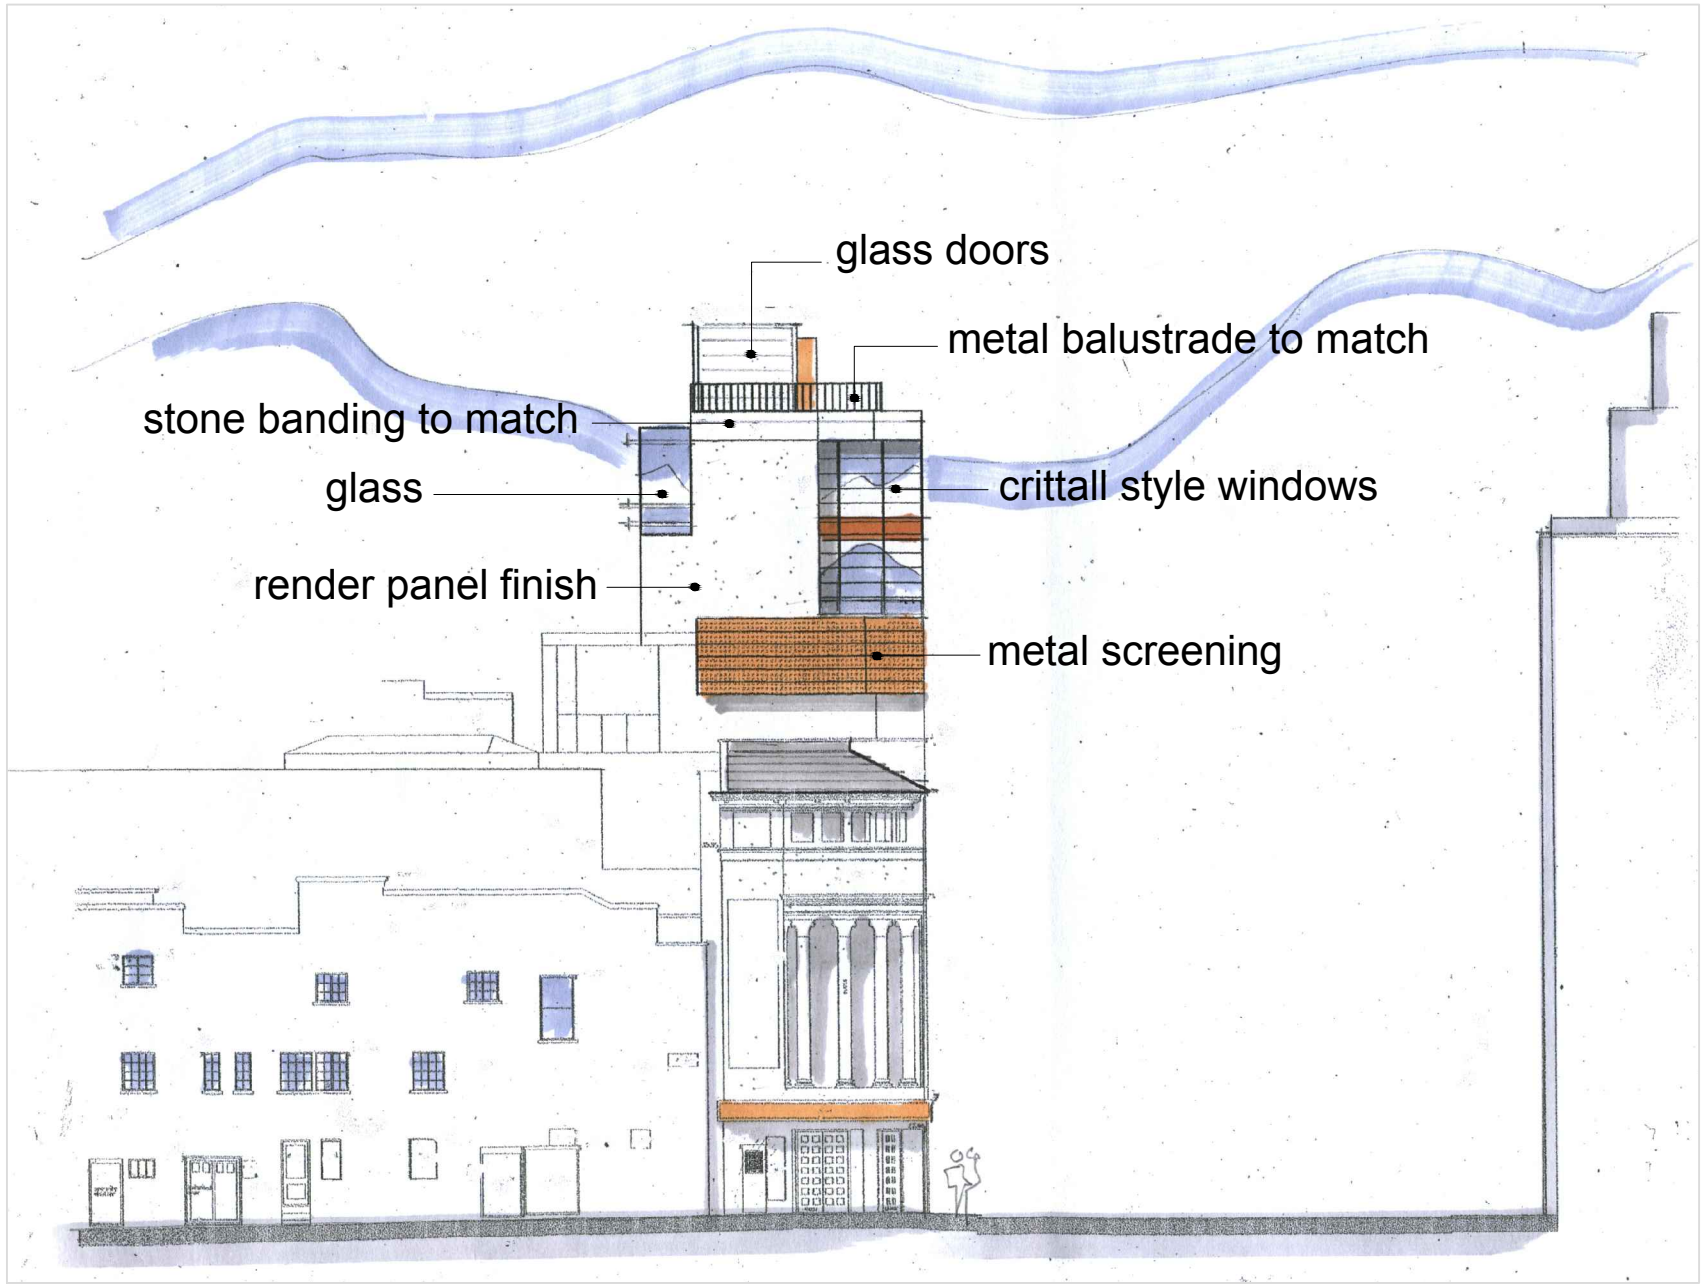 glass doors
metal balustrade to match
stone banding to match
glass
crittall style windows
render panel finish
metal screening